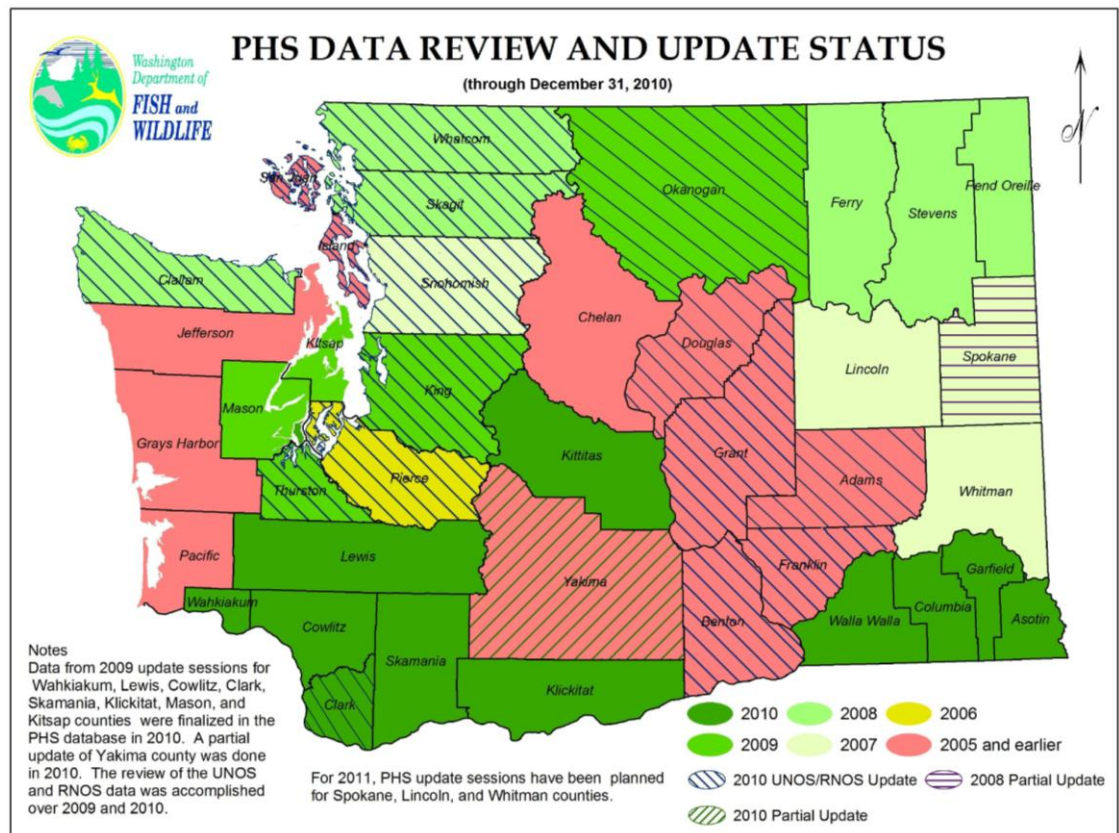 PHS DATA REVIEW AND UPDATE STATUS
(through December 31, 2010)
Washington
Department of
FISH and
WILDLIFE
N
Whatcom
San Juan
Skagit
Okanogan
Ferry
Stevens
Pend Oreille
Island
Clallam
Snohomish
Jefferson
Kitsap
Chelan
Douglas
Lincoln
Spokane
Mason
King
Grays Harbor
Kittitas
Grant
Adams
Whitman
Thurston
Pierce
Pacific
Lewis
Yakima
Franklin
Garfield
Wahkiakum
Cowlitz
Benton
Walla Walla
Columbia
Asotin
Skamania
Klickitat
Clark
Notes
Data from 2009 update sessions for
Wahkiakum, Lewis, Cowlitz, Clark,
Skamania, Klickitat, Mason, and
Kitsap counties were finalized in the
PHS database in 2010. A partial
update of Yakima county was done
in 2010. The review of the UNOS
and RNOS data was accomplished
over 2009 and 2010.
For 2011, PHS update sessions have been planned
for Spokane, Lincoln, and Whitman counties.
2010
2008
2006
2009
2007
2005 and earlier
2010 UNOS/RNOS Update
2008 Partial Update
2010 Partial Update